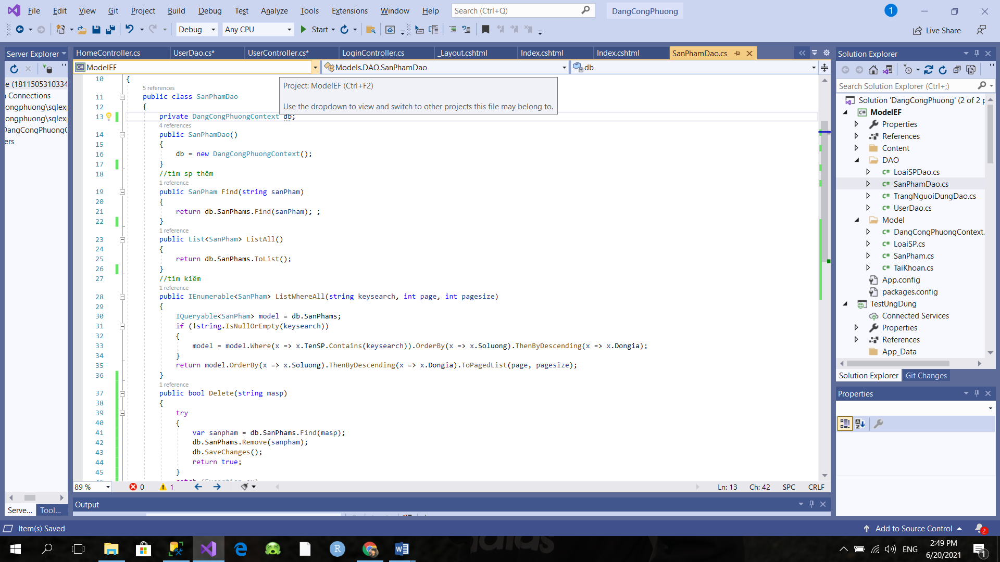 File Edit View Git Project Build Debug Test Analyze Tools Extensions Window Help Search (Ctrl+Q) DangCongPhuong 1
Debug Any CPU Start Live Share
Server Explorer
HomeController.cs UserDao.cs* UserController.cs* LoginController.cs _Layout.cshtml Index.cshtml Index.cshtml SanPhamDao.cs
ModelEF Models.DAO.SanPhamDao db
Project: ModelEF (Ctrl+F2)
Use the dropdown to view and switch to other projects this file may belong to.
e (1811505310334
Connections
ongphuong\sqlexp
ongphuong\sqlexp
DangCongPhuongC
ers
10 {
5 references
11 public class SanPhamDao
12 {
13 private DangCongPhuongContext db;
4 references
14 public SanPhamDao()
15 {
16 db = new DangCongPhuongContext();
17 }
18 //tìm sp thêm
1 reference
19 public SanPham Find(string sanPham)
20 {
21 return db.SanPhams.Find(sanPham); ;
22 }
1 reference
23 public List<SanPham> ListAll()
24 {
25 return db.SanPhams.ToList();
26 }
27 //tìm kiếm
1 reference
28 public IEnumerable<SanPham> ListWhereAll(string keysearch, int page, int pagesize)
29 {
30 IQueryable<SanPham> model = db.SanPhams;
31 if (!string.IsNullOrEmpty(keysearch))
32 {
33 model = model.Where(x => x.TenSP.Contains(keysearch)).OrderBy(x => x.Soluong).ThenByDescending(x => x.Dongia);
34 }
35 return model.OrderBy(x => x.Soluong).ThenByDescending(x => x.Dongia).ToPagedList(page, pagesize);
36 }
1 reference
37 public bool Delete(string masp)
38 {
39 try
40 {
41 var sanpham = db.SanPhams.Find(masp);
42 db.SanPhams.Remove(sanpham);
43 db.SaveChanges();
44 return true;
45 }
89 % 0 1 Ln: 13 Ch: 42 SPC CRLF
Serve... Tool...
Output
Solution Explorer
Search Solution Explorer (Ctrl+;)
Solution 'DangCongPhuong' (2 of 2 p
ModelEF
Properties
References
Content
DAO
LoaiSPDao.cs
SanPhamDao.cs
TrangNguoiDungDao.cs
UserDao.cs
Model
DangCongPhuongContext.
LoaiSP.cs
SanPham.cs
TaiKhoan.cs
App.config
packages.config
TestUngDung
Connected Services
Properties
References
App_Data
Solution Explorer Git Changes
Properties
Item(s) Saved Add to Source Control 2
ENG 2:49 PM
6/20/2021 1